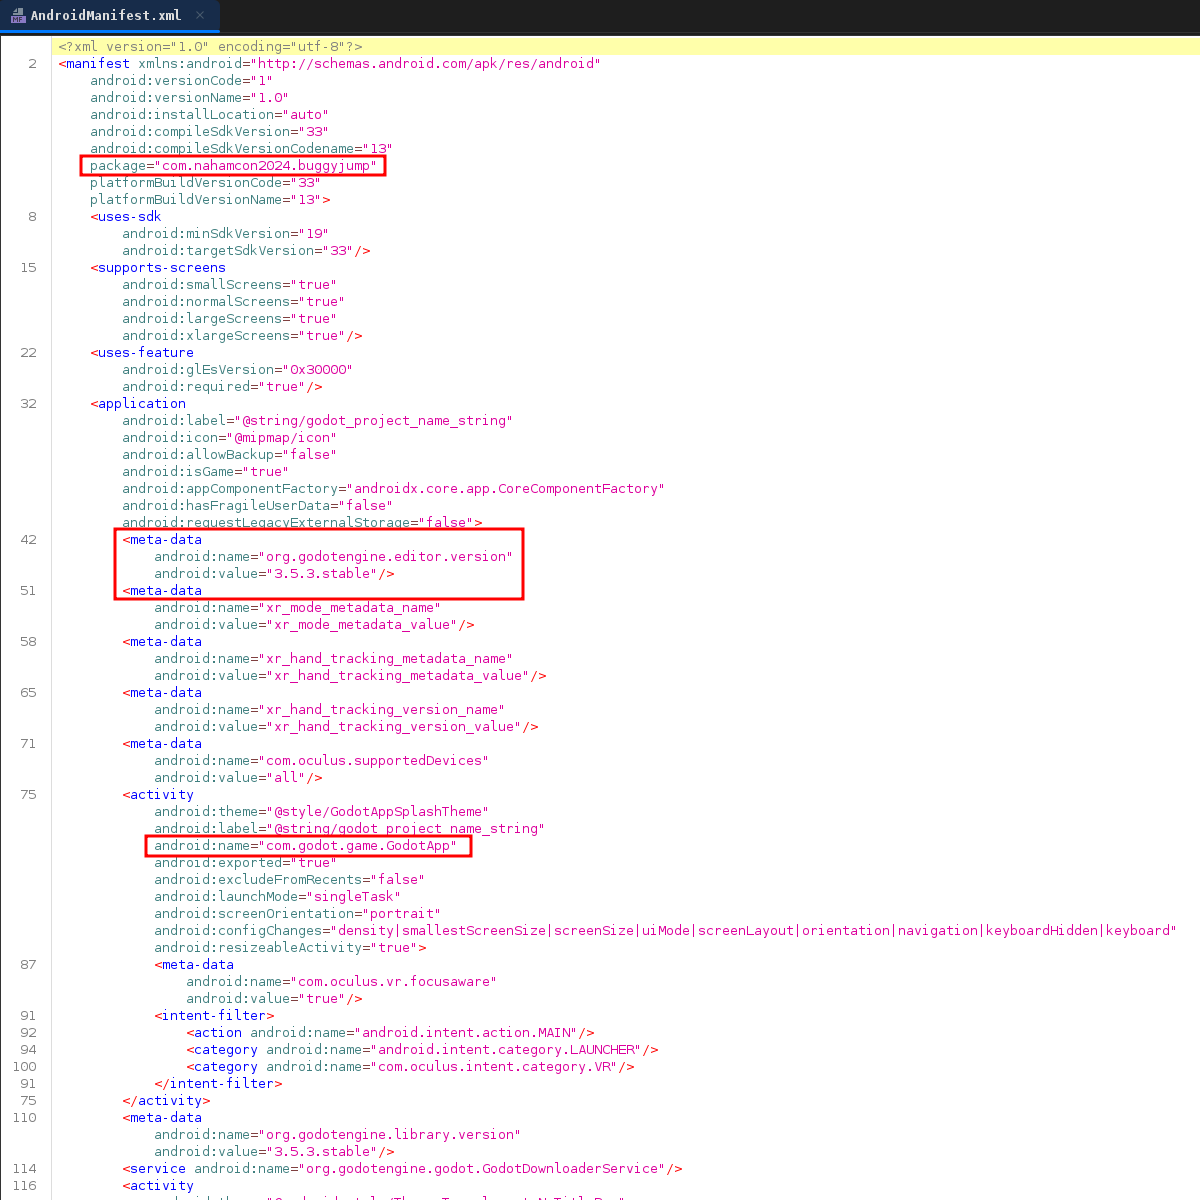 AndroidManifest.xml ×
<?xml version="1.0" encoding="utf-8"?>
2 <manifest xmlns:android="http://schemas.android.com/apk/res/android"
android:versionCode="1"
android:versionName="1.0"
android:installLocation="auto"
android:compileSdkVersion="33"
android:compileSdkVersionCodename="13"
package="com.nahamcon2024.buggyjump"
platformBuildVersionCode="33"
platformBuildVersionName="13">
8 <uses-sdk
android:minSdkVersion="19"
android:targetSdkVersion="33"/>
15 <supports-screens
android:smallScreens="true"
android:normalScreens="true"
android:largeScreens="true"
android:xlargeScreens="true"/>
22 <uses-feature
android:glEsVersion="0x30000"
android:required="true"/>
32 <application
android:label="@string/godot_project_name_string"
android:icon="@mipmap/icon"
android:allowBackup="false"
android:isGame="true"
android:appComponentFactory="androidx.core.app.CoreComponentFactory"
android:hasFragileUserData="false"
android:requestLegacyExternalStorage="false">
42 <meta-data
android:name="org.godotengine.editor.version"
android:value="3.5.3.stable"/>
51 <meta-data
android:name="xr_mode_metadata_name"
android:value="xr_mode_metadata_value"/>
58 <meta-data
android:name="xr_hand_tracking_metadata_name"
android:value="xr_hand_tracking_metadata_value"/>
65 <meta-data
android:name="xr_hand_tracking_version_name"
android:value="xr_hand_tracking_version_value"/>
71 <meta-data
android:name="com.oculus.supportedDevices"
android:value="all"/>
75 <activity
android:theme="@style/GodotAppSplashTheme"
android:label="@string/godot_project_name_string"
android:name="com.godot.game.GodotApp"
android:exported="true"
android:excludeFromRecents="false"
android:launchMode="singleTask"
android:screenOrientation="portrait"
android:configChanges="density|smallestScreenSize|screenSize|uiMode|screenLayout|orientation|navigation|keyboardHidden|keyboard"
android:resizeableActivity="true">
87 <meta-data
android:name="com.oculus.vr.focusaware"
android:value="true"/>
91 <intent-filter>
92 <action android:name="android.intent.action.MAIN"/>
94 <category android:name="android.intent.category.LAUNCHER"/>
100 <category android:name="com.oculus.intent.category.VR"/>
91 </intent-filter>
75 </activity>
110 <meta-data
android:name="org.godotengine.library.version"
android:value="3.5.3.stable"/>
114 <service android:name="org.godotengine.godot.GodotDownloaderService"/>
116 <activity